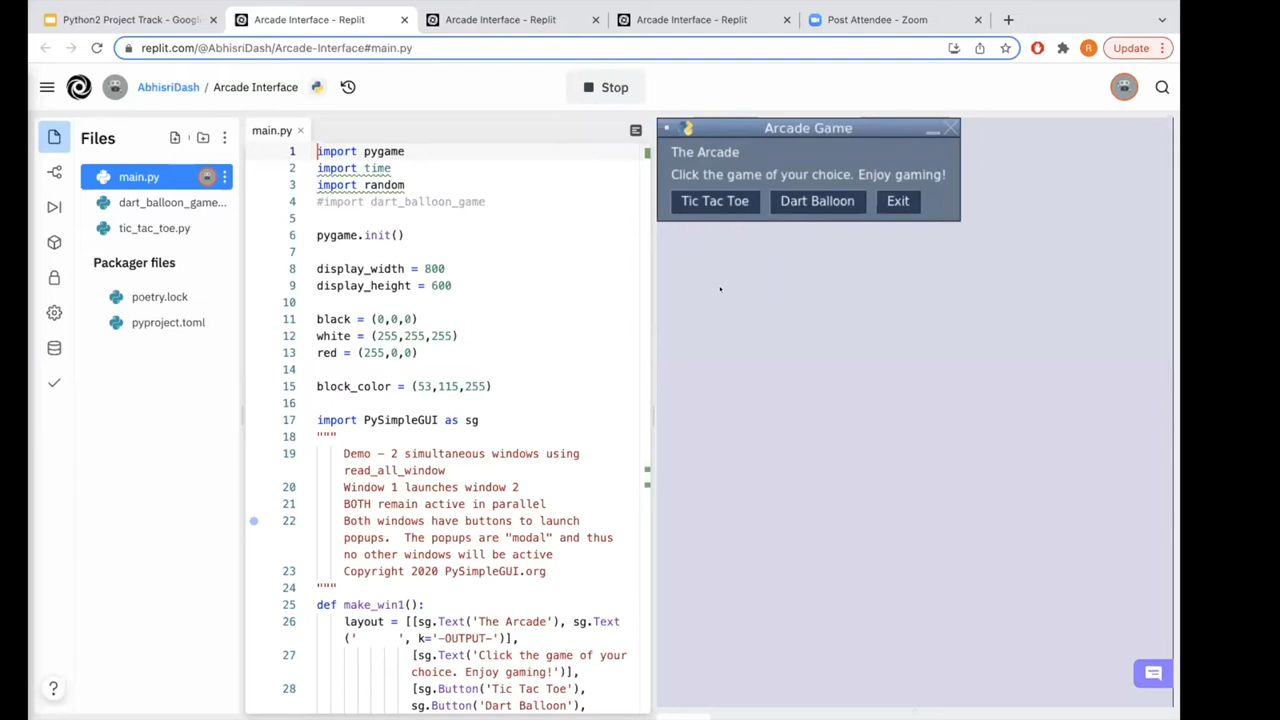 Python2 Project Track - Google
Arcade Interface - Replit
Arcade Interface - Replit
Arcade Interface - Replit
Post Attendee - Zoom
replit.com/@AbhisriDash/Arcade-Interface#main.py
R
Update
AbhisriDash / Arcade Interface
Stop
Files
main.py
dart_balloon_game...
tic_tac_toe.py
Packager files
poetry.lock
pyproject.toml
main.py
1 import pygame
2 import time
3 import random
4 #import dart_balloon_game
5
6 pygame.init()
7
8 display_width = 800
9 display_height = 600
10
11 black = (0,0,0)
12 white = (255,255,255)
13 red = (255,0,0)
14
15 block_color = (53,115,255)
16
17 import PySimpleGUI as sg
18 """
19 Demo – 2 simultaneous windows using
read_all_window
20 Window 1 launches window 2
21 BOTH remain active in parallel
22 Both windows have buttons to launch
popups.  The popups are "modal" and thus
no other windows will be active
23 Copyright 2020 PySimpleGUI.org
24 """
25 def make_win1():
26 layout = [[sg.Text('The Arcade'), sg.Text
('      ', k='-OUTPUT-')],
27 [sg.Text('Click the game of your
choice. Enjoy gaming!')],
28 [sg.Button('Tic Tac Toe'),
sg.Button('Dart Balloon'),
Arcade Game
The Arcade
Click the game of your choice. Enjoy gaming!
Tic Tac Toe
Dart Balloon
Exit
?